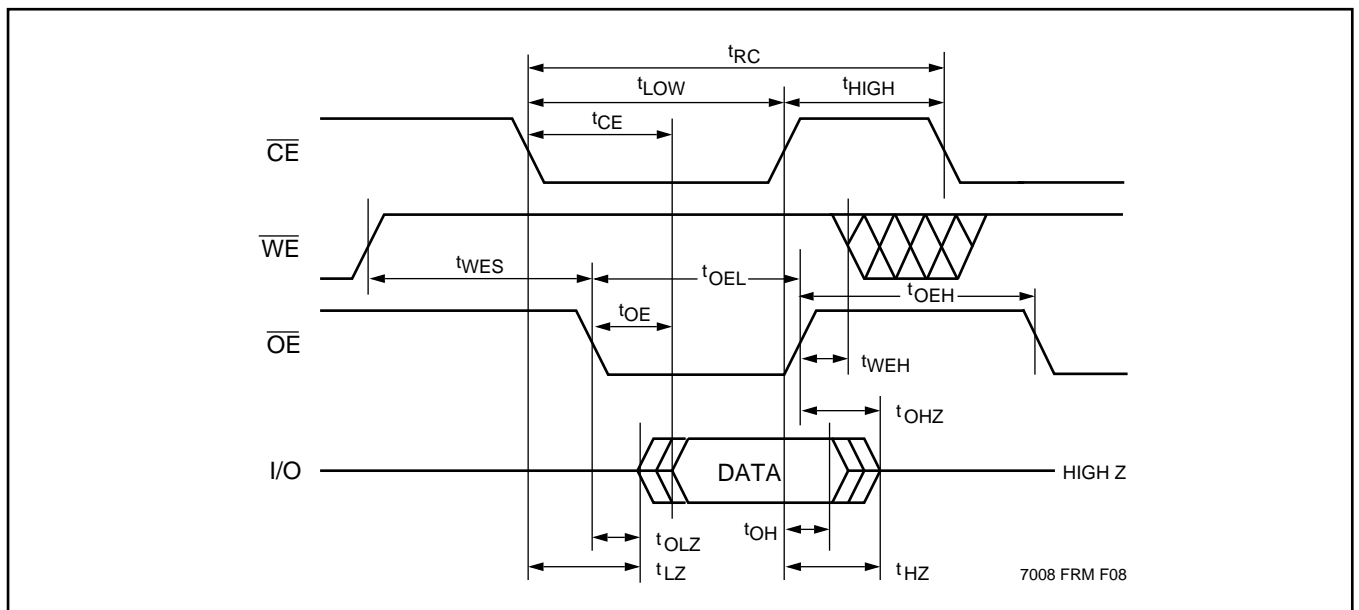 tRC
tLOW
tHIGH
tCE
CE
WE
tWES
tOEL
tOEH
tOE
OE
tWEH
tOHZ
I/O
DATA
HIGH Z
tOH
tOLZ
tLZ
tHZ
7008 FRM F08